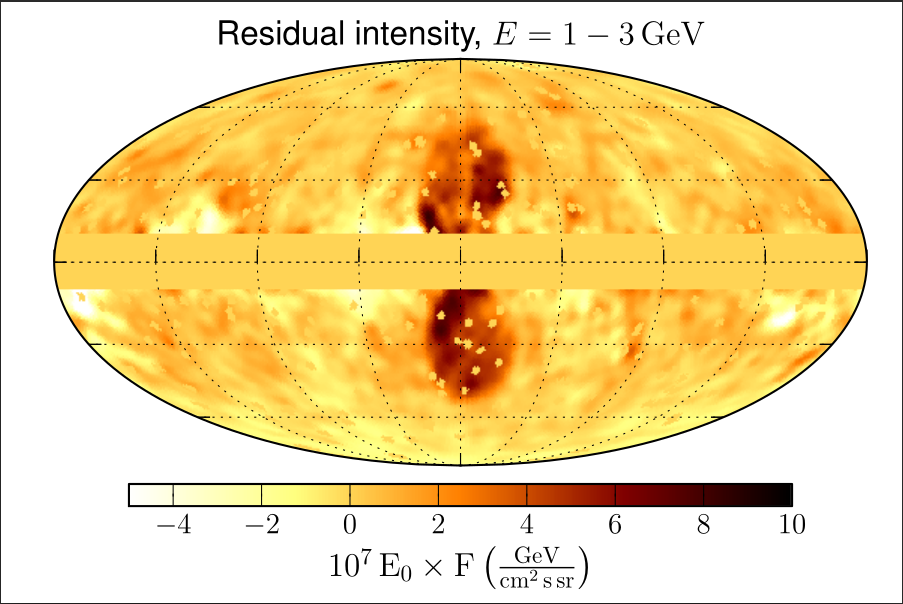 Residual intensity, E = 1 − 3 GeV
−4 −2 0 2 4 6 8 10
10⁷ E₀ × F (GeV / cm² s sr)